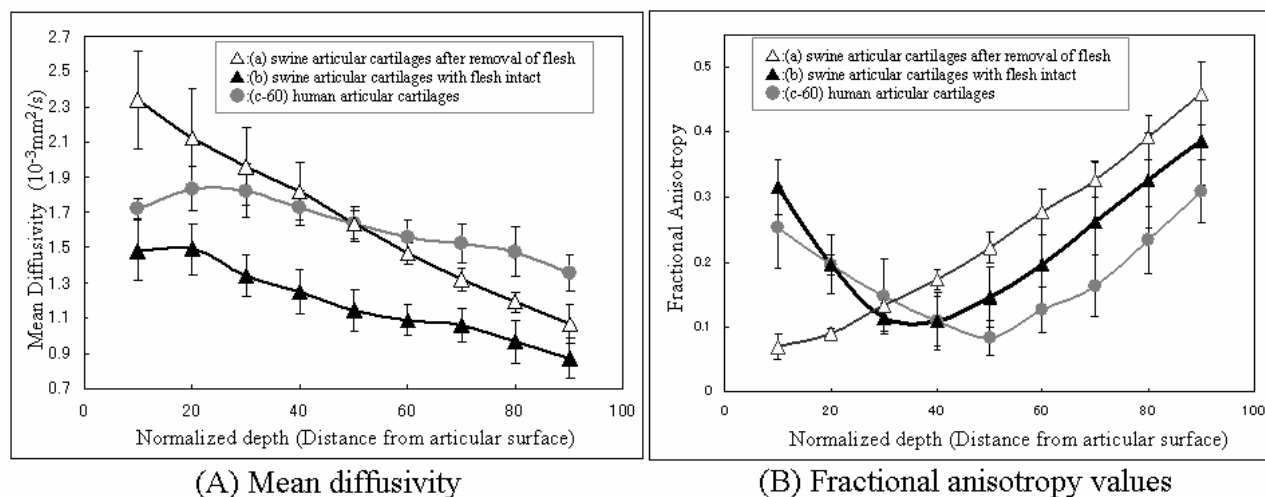 2.7
2.5
2.3
2.1
1.9
1.7
1.5
1.3
1.1
0.9
0.7
Mean Diffusivity (10⁻³mm²/s)
:(a) swine articular cartilages after removal of flesh
:(b) swine articular cartilages with flesh intact
:(c-60) human articular cartilages
0 20 40 60 80 100
Normalized depth (Distance from articular surface)
(A) Mean diffusivity
0.5
0.4
0.3
0.2
0.1
0
Fractional Anisotropy
:(a) swine articular cartilages after removal of flesh
:(b) swine articular cartilages with flesh intact
:(c-60) human articular cartilages
0 20 40 60 80 100
Normalized depth (Distance from articular surface)
(B) Fractional anisotropy values